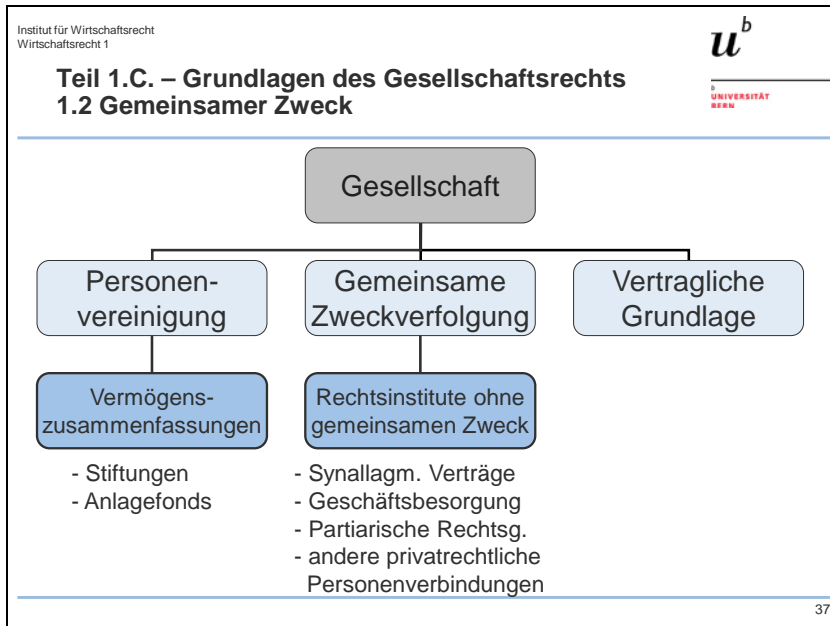 Institut für Wirtschaftsrecht
Wirtschaftsrecht 1
u^b
b
UNIVERSITÄT
BERN
Teil 1.C. – Grundlagen des Gesellschaftsrechts
1.2 Gemeinsamer Zweck
Gesellschaft
Personen-
vereinigung
Gemeinsame
Zweckverfolgung
Vertragliche
Grundlage
Vermögens-
zusammenfassungen
Rechtsinstitute ohne
gemeinsamen Zweck
- Stiftungen
- Anlagefonds
- Synallagm. Verträge
- Geschäftsbesorgung
- Partiarische Rechtsg.
- andere privatrechtliche
Personenverbindungen
37